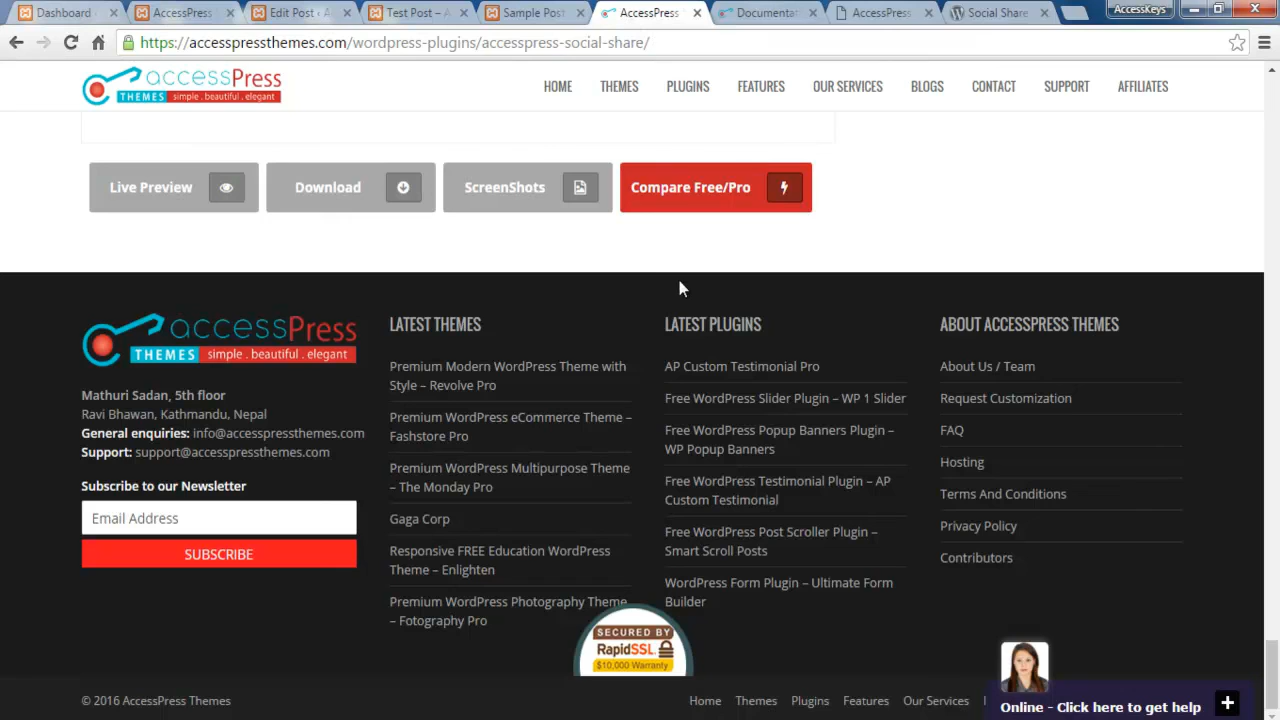 Dashboard
AccessPress
Edit Post ‹ A
Test Post – A
Sample Post
AccessPress
Documentat
AccessPress
Social Share
AccessKeys
https://accesspressthemes.com/wordpress-plugins/accesspress-social-share/
accessPress
THEMES simple . beautiful . elegant
HOME
THEMES
PLUGINS
FEATURES
OUR SERVICES
BLOGS
CONTACT
SUPPORT
AFFILIATES
Live Preview
Download
ScreenShots
Compare Free/Pro
accessPress
THEMES simple . beautiful . elegant
Mathuri Sadan, 5th floor
Ravi Bhawan, Kathmandu, Nepal
General enquiries: info@accesspressthemes.com
Support: support@accesspressthemes.com
Subscribe to our Newsletter
Email Address
SUBSCRIBE
LATEST THEMES
Premium Modern WordPress Theme with
Style – Revolve Pro
Premium WordPress eCommerce Theme –
Fashstore Pro
Premium WordPress Multipurpose Theme
– The Monday Pro
Gaga Corp
Responsive FREE Education WordPress
Theme – Enlighten
Premium WordPress Photography Theme
– Fotography Pro
LATEST PLUGINS
AP Custom Testimonial Pro
Free WordPress Slider Plugin – WP 1 Slider
Free WordPress Popup Banners Plugin –
WP Popup Banners
Free WordPress Testimonial Plugin – AP
Custom Testimonial
Free WordPress Post Scroller Plugin –
Smart Scroll Posts
WordPress Form Plugin – Ultimate Form
Builder
ABOUT ACCESSPRESS THEMES
About Us / Team
Request Customization
FAQ
Hosting
Terms And Conditions
Privacy Policy
Contributors
SECURED BY
RapidSSL.
$10,000 Warranty
© 2016 AccessPress Themes
Home
Themes
Plugins
Features
Our Services
Online - Click here to get help